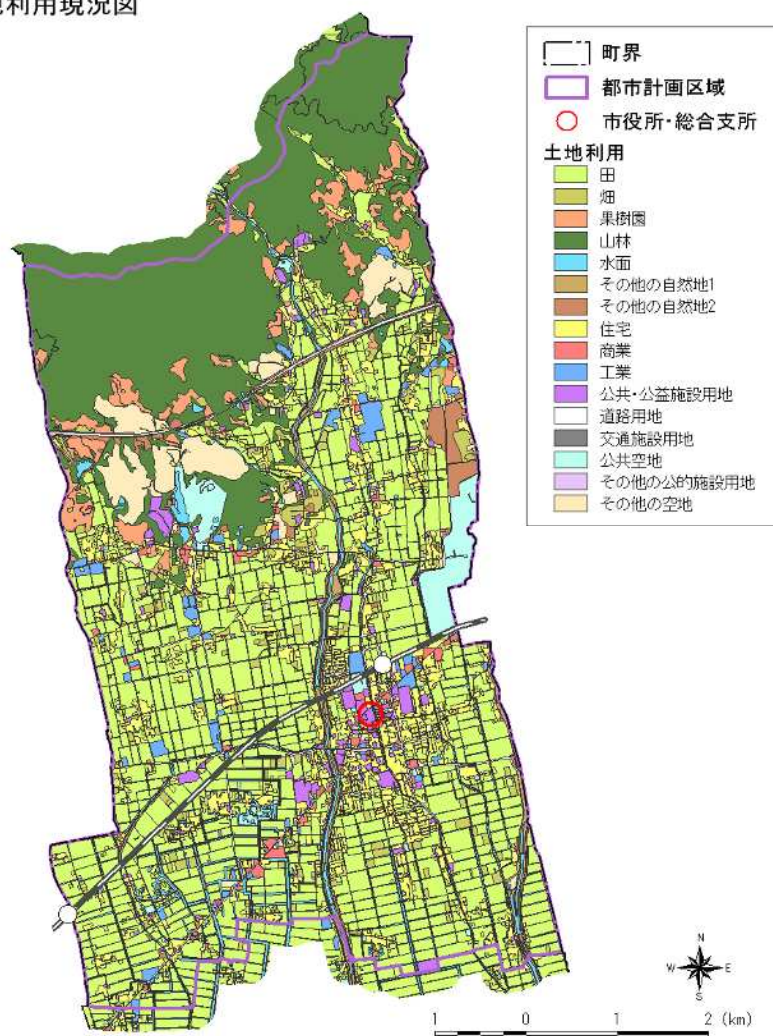 地利用現況図
町界
都市計画区域
市役所・総合支所
土地利用
田
畑
果樹園
山林
水面
その他の自然地1
その他の自然地2
住宅
商業
工業
公共・公益施設用地
道路用地
交通施設用地
公共空地
その他の公的施設用地
その他の空地
N
W E
S
1 0 1 2 (km)